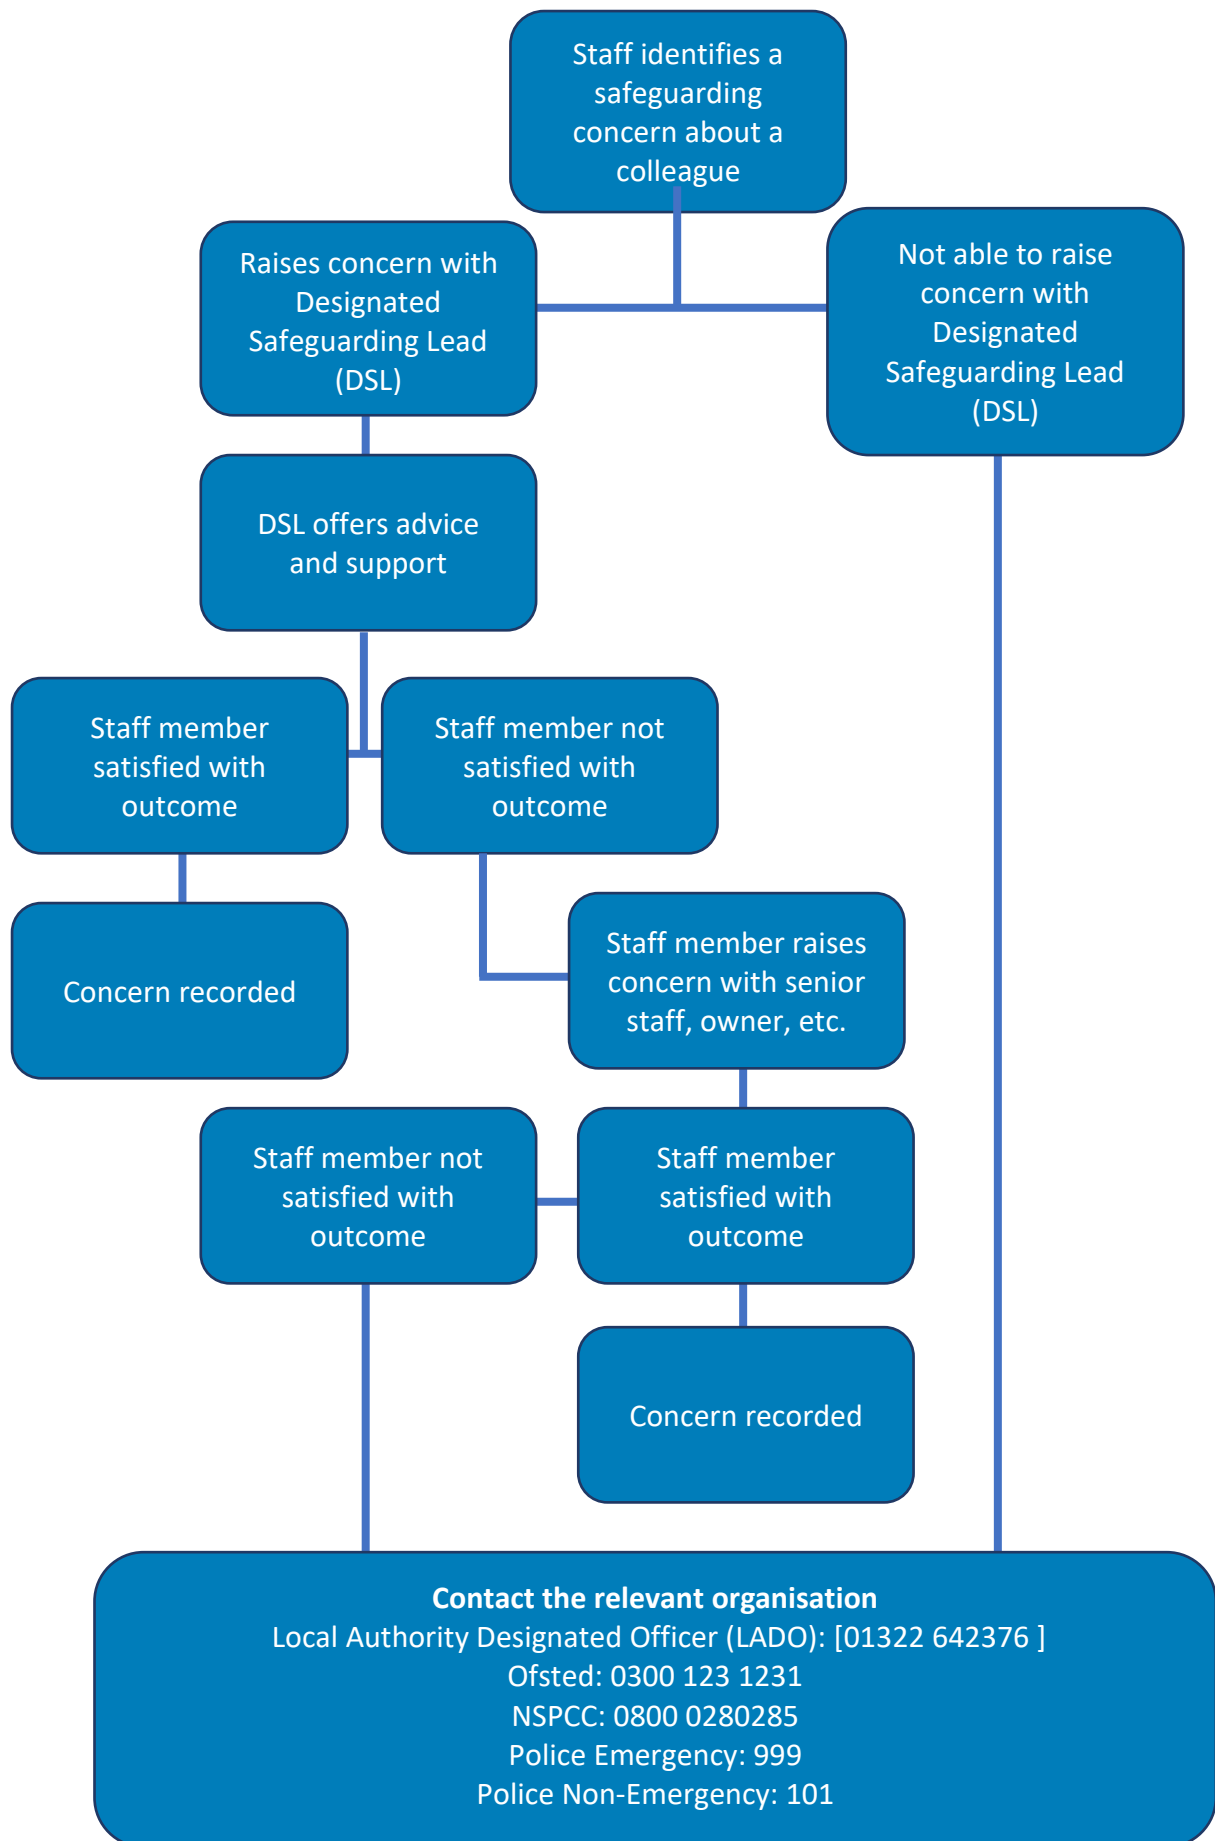 Staff identifies a
safeguarding
concern about a
colleague
Raises concern with
Designated
Safeguarding Lead
(DSL)
Not able to raise
concern with
Designated
Safeguarding Lead
(DSL)
DSL offers advice
and support
Staff member
satisfied with
outcome
Staff member not
satisfied with
outcome
Concern recorded
Staff member raises
concern with senior
staff, owner, etc.
Staff member not
satisfied with
outcome
Staff member
satisfied with
outcome
Concern recorded
Contact the relevant organisation
Local Authority Designated Officer (LADO): [01322 642376 ]
Ofsted: 0300 123 1231
NSPCC: 0800 0280285
Police Emergency: 999
Police Non-Emergency: 101